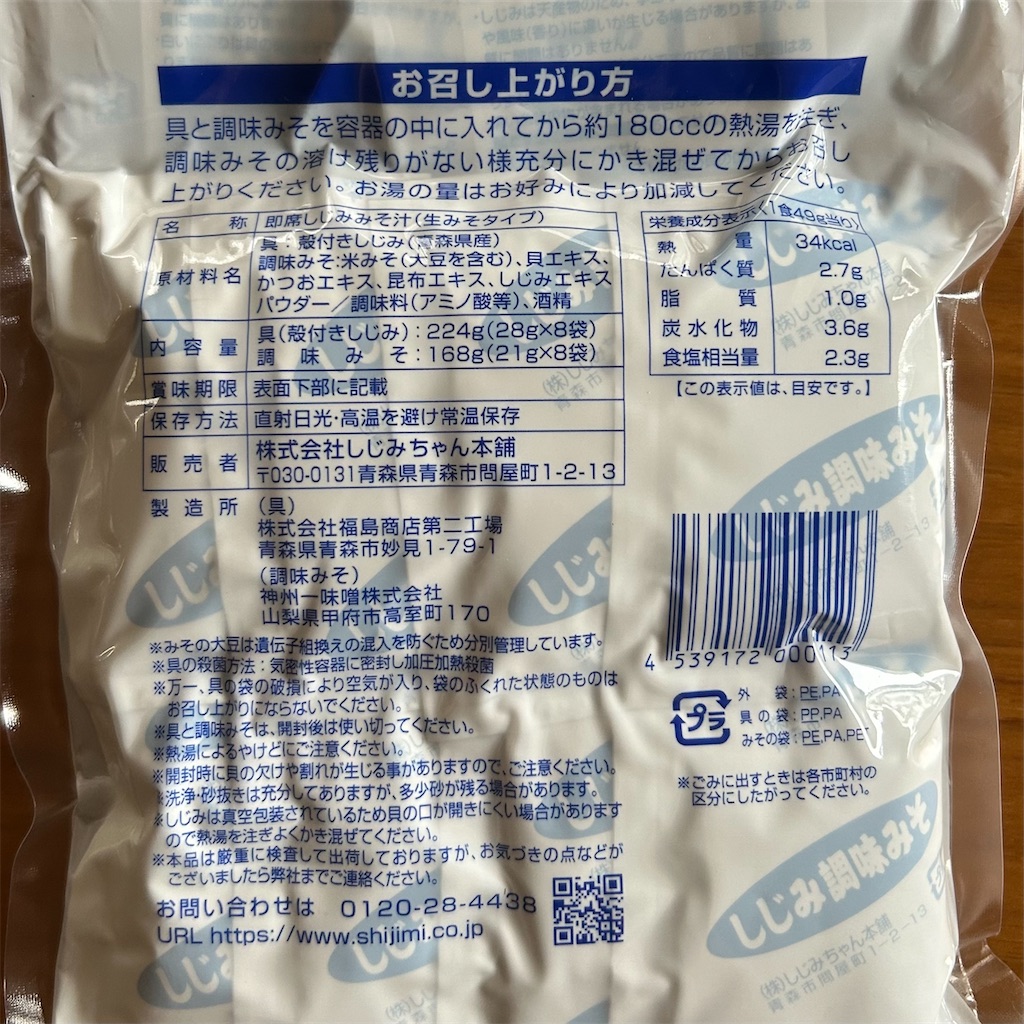 お召し上がり方
具と調味みそを容器の中に入れてから約180ccの熱湯を注ぎ、
調味みその溶け残りがない様充分にかき混ぜてからお召し
上がりください。お湯の量はお好みにより加減してください。
名称 即席しじみみそ汁(生みそタイプ)
原材料名 具:殻付きしじみ(青森県産)
調味みそ:米みそ(大豆を含む)、貝エキス、
かつおエキス、昆布エキス、しじみエキス
パウダー/調味料(アミノ酸等)、酒精
内容量 具(殻付きしじみ):224g(28g×8袋)
調味みそ:168g(21g×8袋)
賞味期限 表面下部に記載
保存方法 直射日光・高温を避け常温保存
販売者 株式会社しじみちゃん本舗
〒030-0131青森県青森市問屋町1-2-13
製造所 (具)
株式会社福島商店第二工場
青森県青森市妙見1-79-1
(調味みそ)
神州一味噌株式会社
山梨県甲府市高室町170
※みその大豆は遺伝子組換えの混入を防ぐため分別管理しています。
※具の殺菌方法:気密性容器に密封し加圧加熱殺菌
※万一、具の袋の破損により空気が入り、袋のふくれた状態のものは
お召し上がりにならないでください。
※具と調味みそは、開封後は使い切ってください。
※熱湯によるやけどにご注意ください。
※開封時に貝の欠けや割れが生じる事がありますので、ご注意ください。
※洗浄・砂抜きは充分してありますが、多少砂が残る場合があります。
※しじみは真空包装されているため貝の口が開きにくい場合があります
ので熱湯を注ぎよくかき混ぜてください。
※本品は厳重に検査して出荷しておりますが、お気づきの点などが
ございましたら弊社までご連絡ください。
お問い合わせは 0120-28-4438
URL https://www.shijimi.co.jp
栄養成分表示(1食49g当り)
熱量 34kcal
たんぱく質 2.7g
脂質 1.0g
炭水化物 3.6g
食塩相当量 2.3g
【この表示値は、目安です。】
4 539172 000113
プラ
外袋:PE,PA
具の袋:PP,PA
みその袋:PE,PA,PET
※ごみに出すときは各市町村の
区分にしたがってください。
しじみ調味みそ
(株)しじみちゃん本舗
青森市問屋町1-2-13